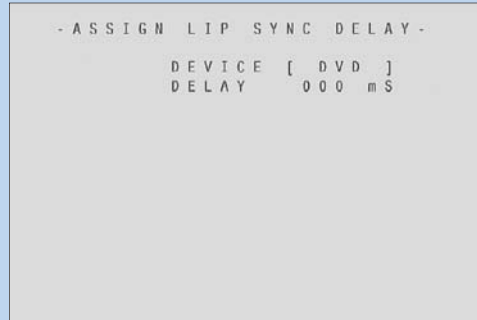 -ASSIGN LIP SYNC DELAY-
DEVICE [ DVD ]
DELAY 000 mS